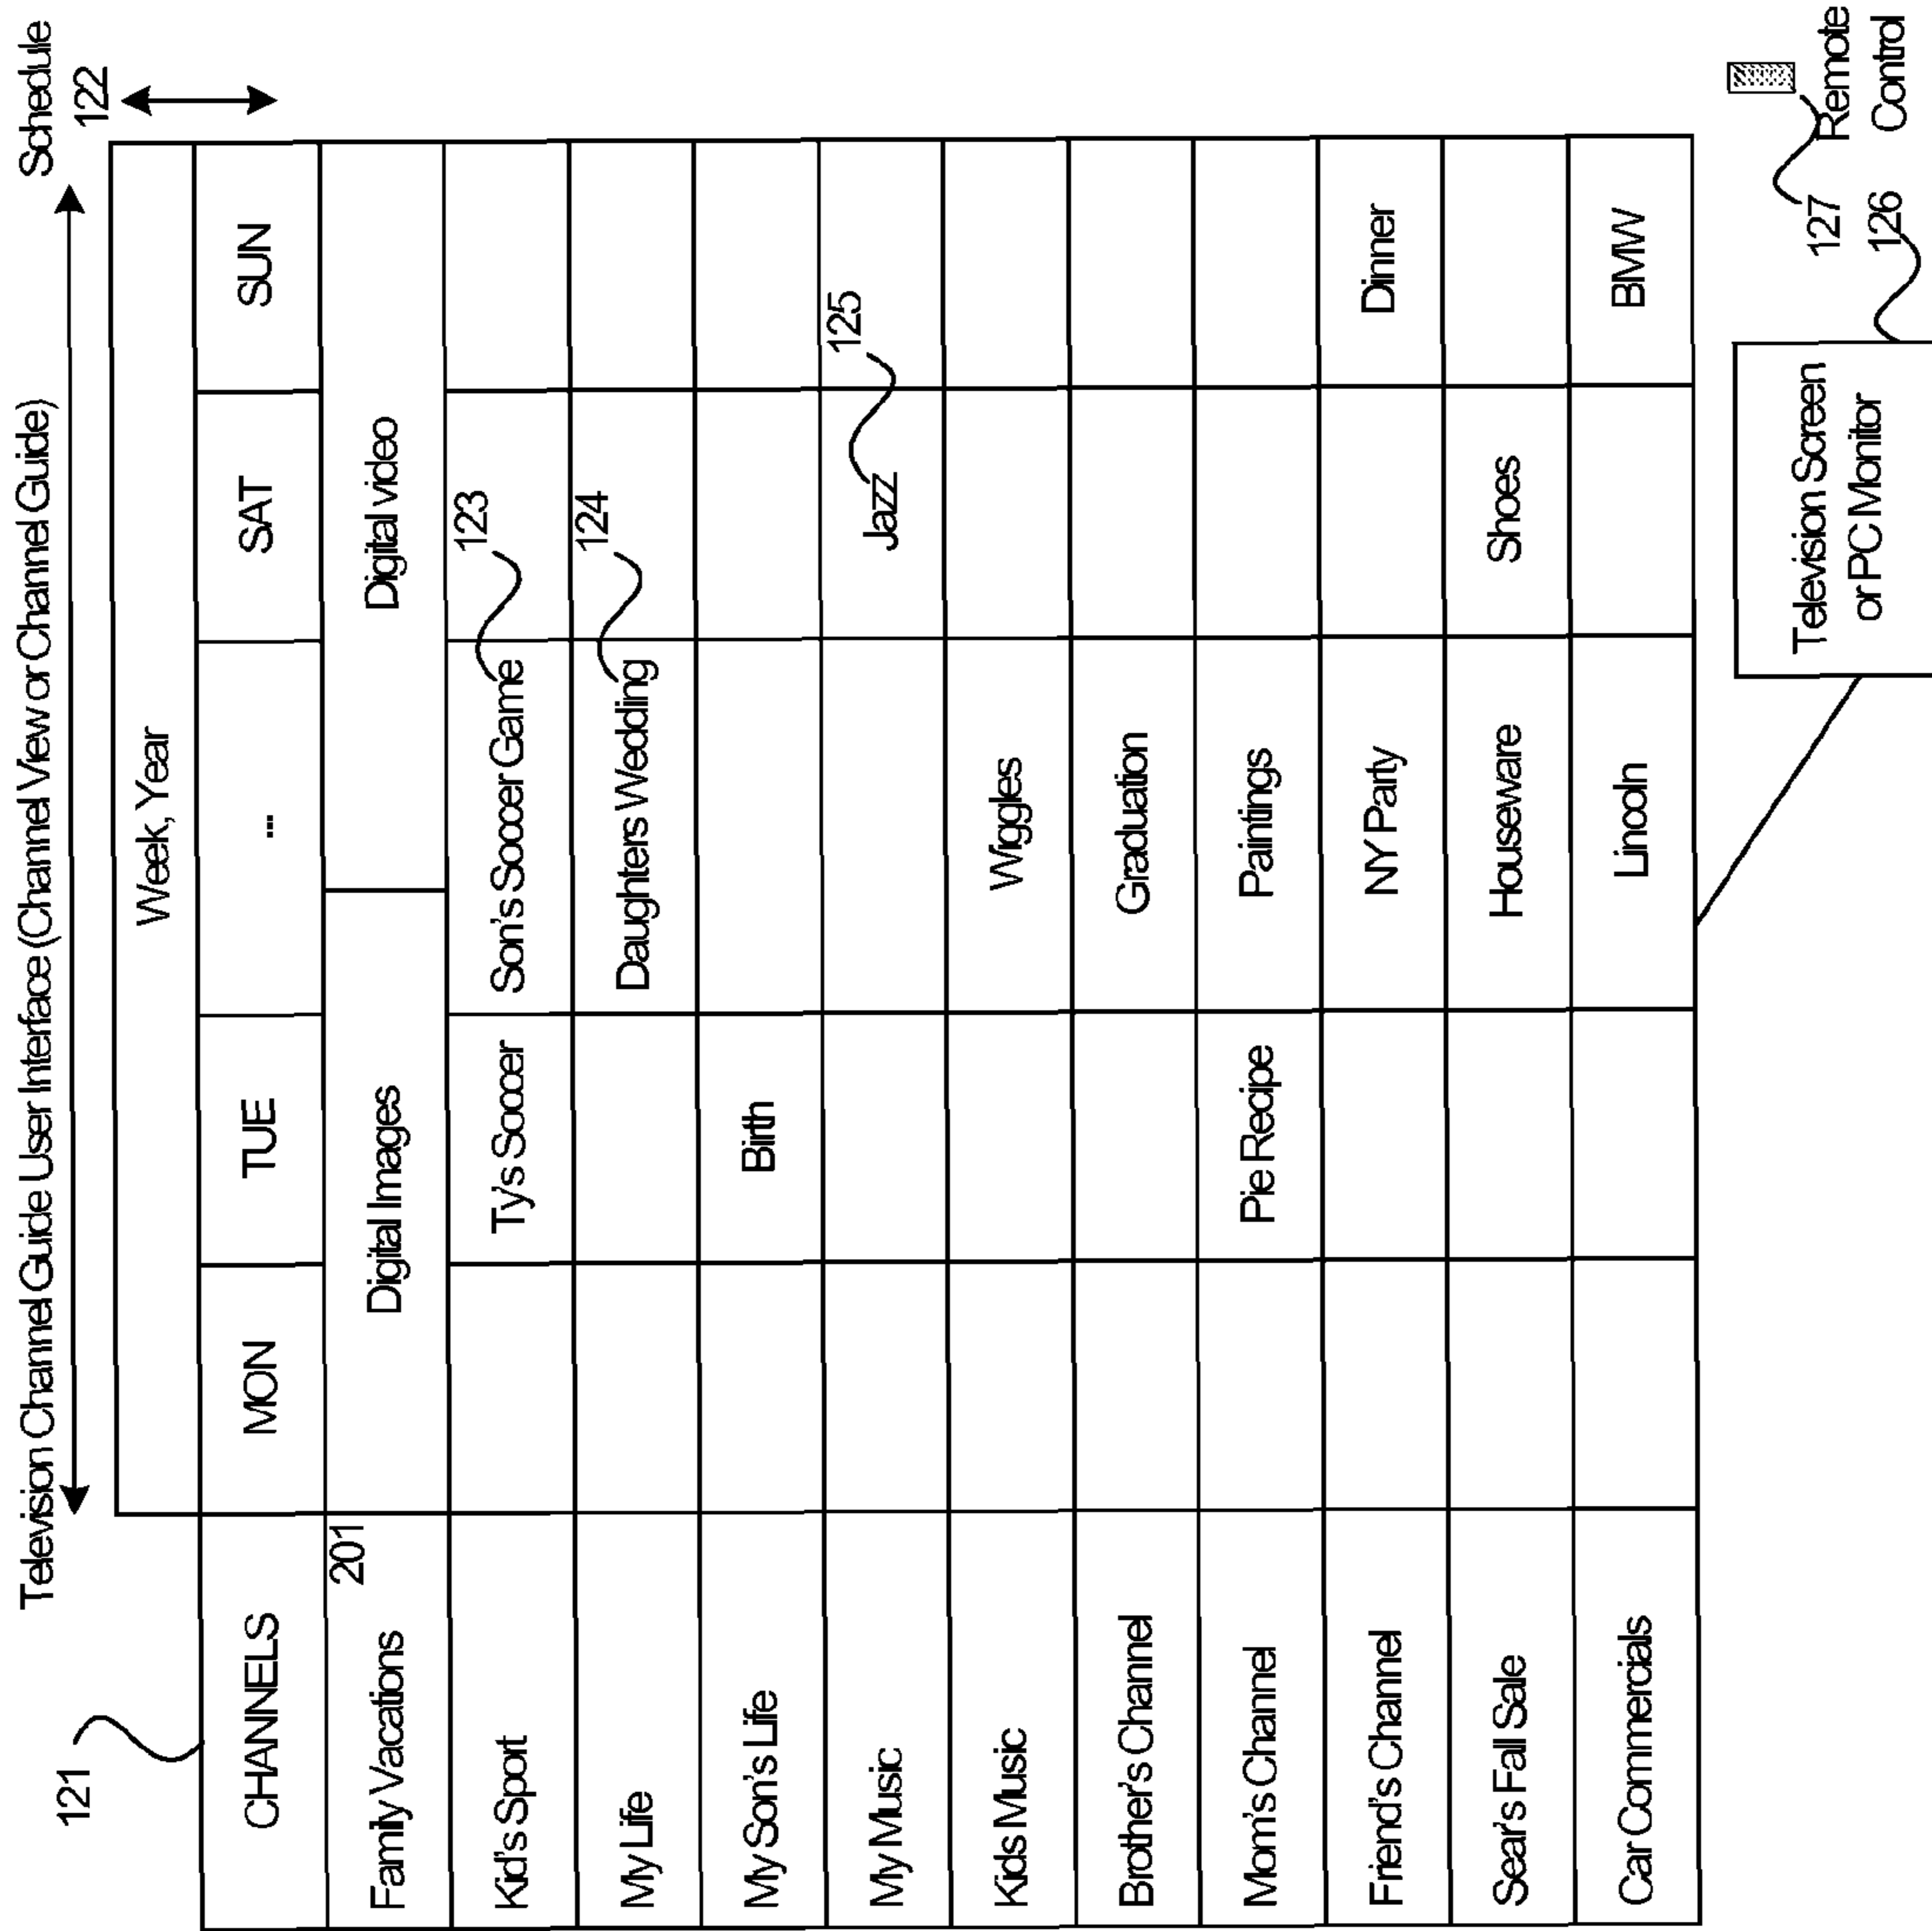 Television Channel Guide User Interface (Channel View or Channel Guide)
Schedule
122
121
Week, Year
CHANNELS MON TUE ... SAT SUN
201
Family Vacations Digital Images Digital video
123
Kid's Sport Ty's Soccer Son's Soccer Game
124
My Life Daughters Wedding
My Son's Life Birth
125
My Music Jazz
Kids Music Wiggles
Brother's Channel Graduation
Mom's Channel Pie Recipe Paintings
Friend's Channel NY Party Dinner
Sear's Fall Sale Houseware Shoes
Car Commercials Lincoln BMW
Television Screen
or PC Monitor
127
126
Remote
Control